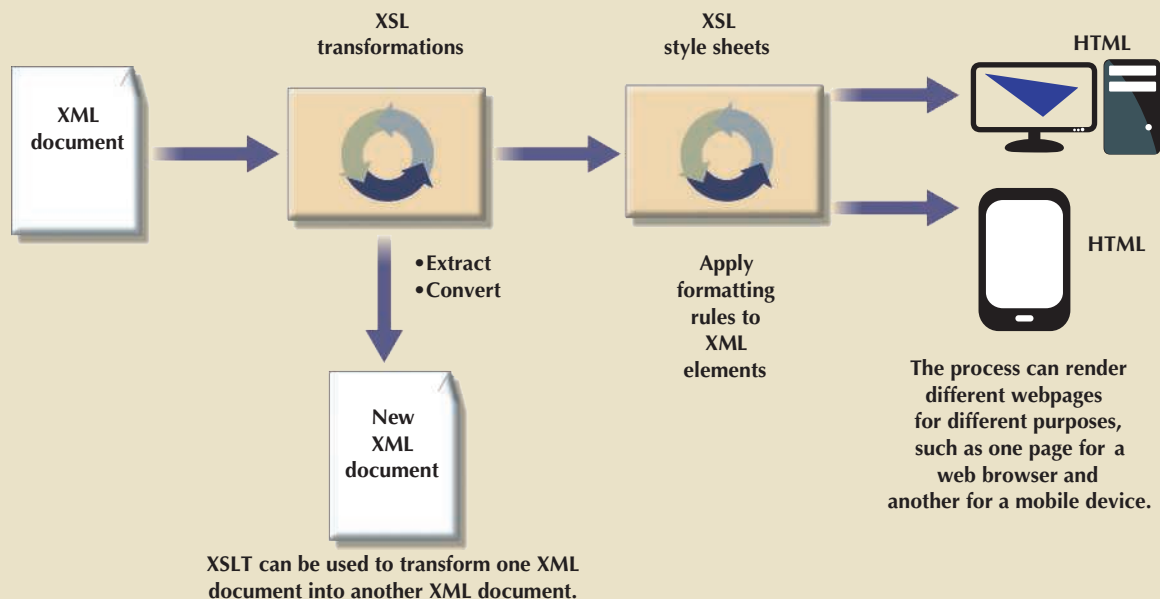 XSL
transformations
XSL
style sheets
HTML
XML
document
HTML
•Extract
•Convert
Apply
formatting
rules to
XML
elements
New
XML
document
The process can render
different webpages
for different purposes,
such as one page for a
web browser and
another for a mobile device.
XSLT can be used to transform one XML
document into another XML document.